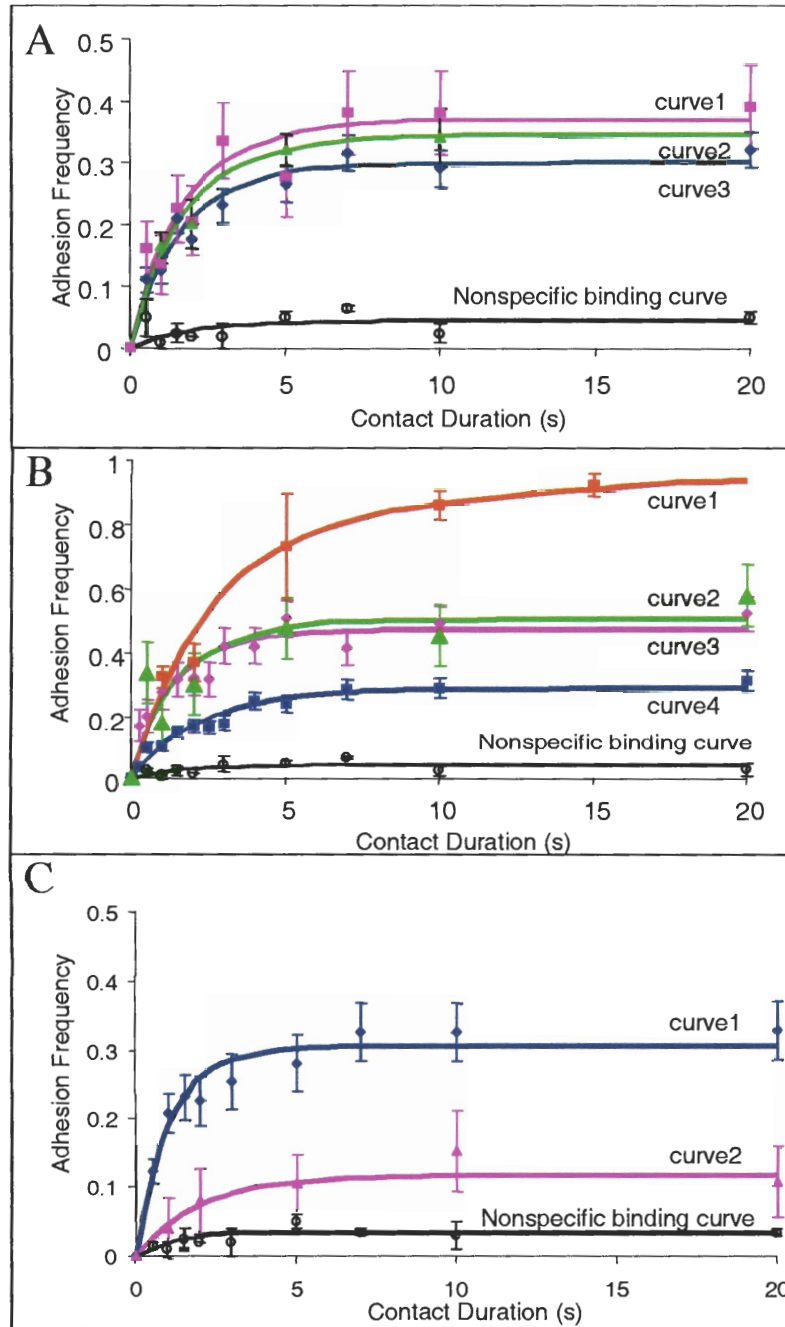 A
0.5
0.4
0.3
0.2
0.1
0
Adhesion Frequency
curve1
curve2
curve3
Nonspecific binding curve
0 5 10 15 20
Contact Duration (s)
B
1
0.8
0.6
0.4
0.2
0
Adhesion Frequency
curve1
curve2
curve3
curve4
Nonspecific binding curve
0 5 10 15 20
Contact Duration (s)
C
0.5
0.4
0.3
0.2
0.1
0
Adhesion Frequency
curve1
curve2
Nonspecific binding curve
0 5 10 15 20
Contact Duration (s)